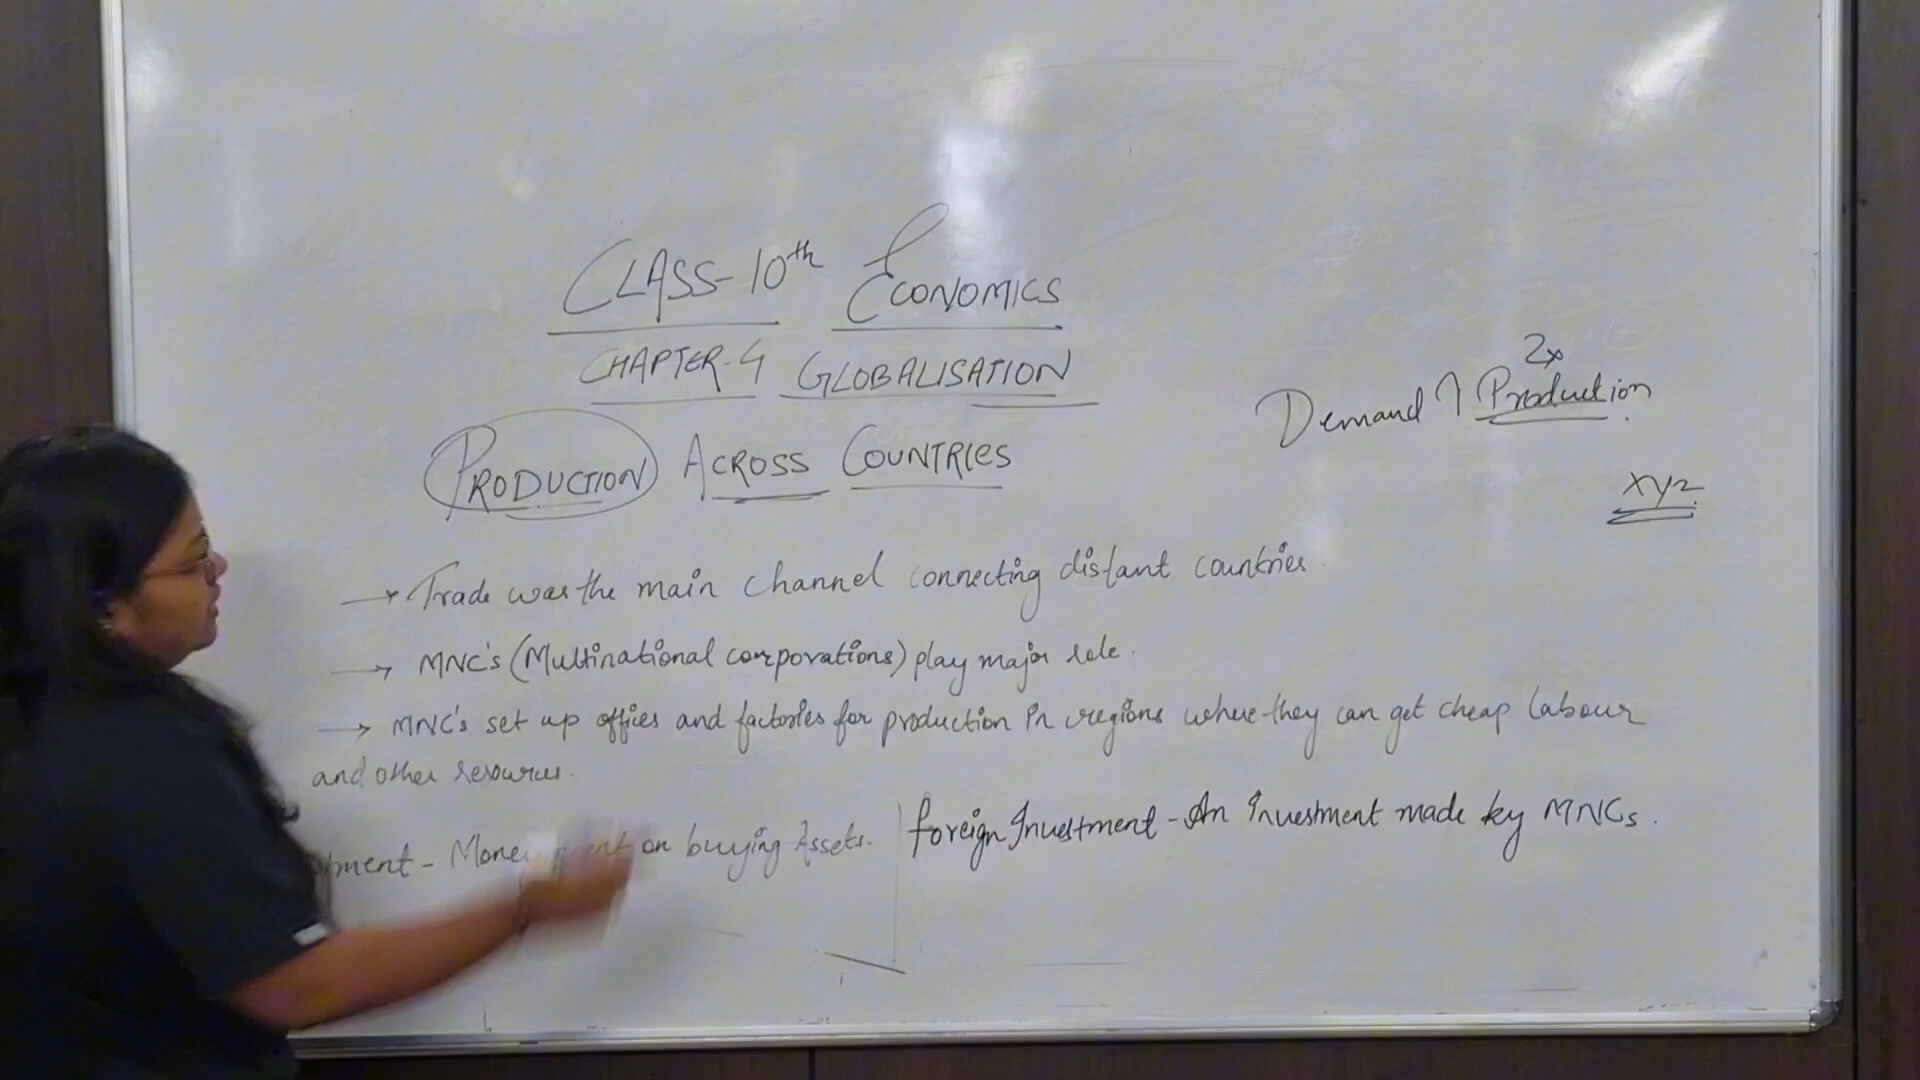 CLASS-10th ECONOMICS
CHAPTER-4 GLOBALISATION
PRODUCTION ACROSS COUNTRIES
2x
Demand ↑ Production
xyz
→ Trade was the main channel connecting distant countries.
→ MNC's (Multinational corporations) play major role.
→ MNC's set up offices and factories for production in regions where they can get cheap labour
and other resources.
tment - Money on buying Assets. | foreign Investment - An Investment made by MNCs.